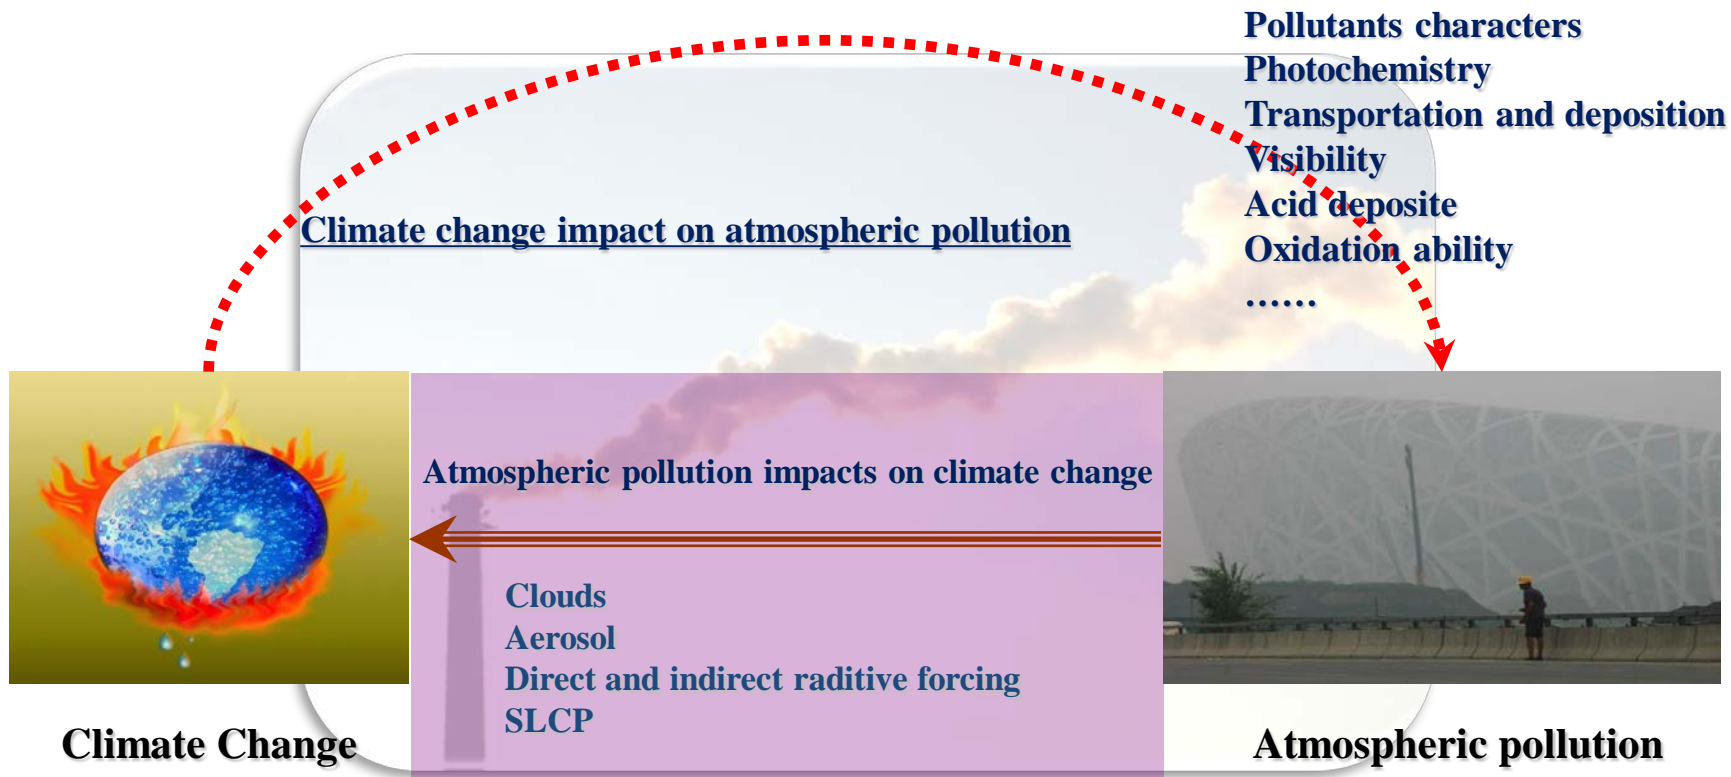 Pollutants characters
Photochemistry
Transportation and deposition
Visibility
Acid deposite
Oxidation ability
……
Climate change impact on atmospheric pollution
Atmospheric pollution impacts on climate change
Clouds
Aerosol
Direct and indirect raditive forcing
SLCP
Climate Change
Atmospheric pollution